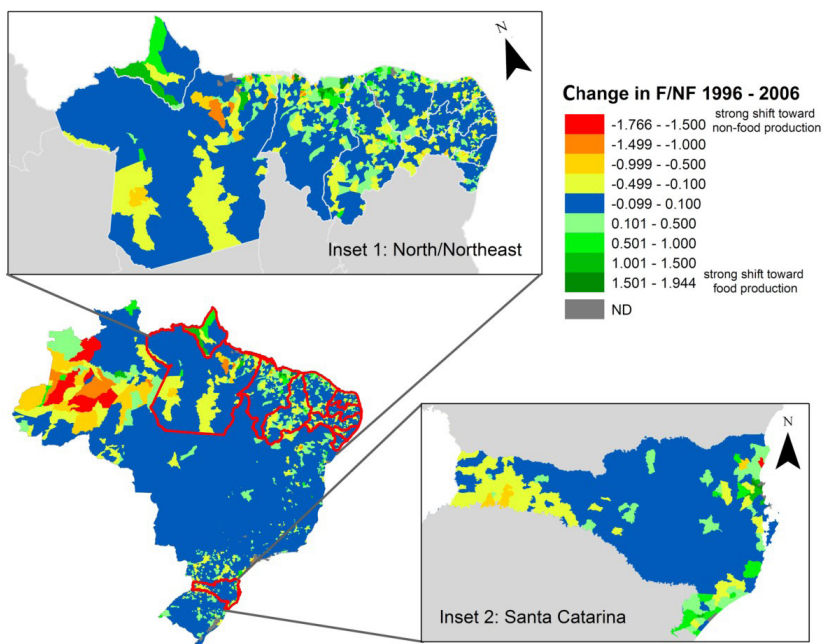 N
Change in F/NF 1996 - 2006
-1.766 - -1.500 strong shift toward
non-food production
-1.499 - -1.000
-0.999 - -0.500
-0.499 - -0.100
-0.099 - 0.100
0.101 - 0.500
0.501 - 1.000
1.001 - 1.500
1.501 - 1.944 strong shift toward
food production
ND
Inset 1: North/Northeast
N
Inset 2: Santa Catarina